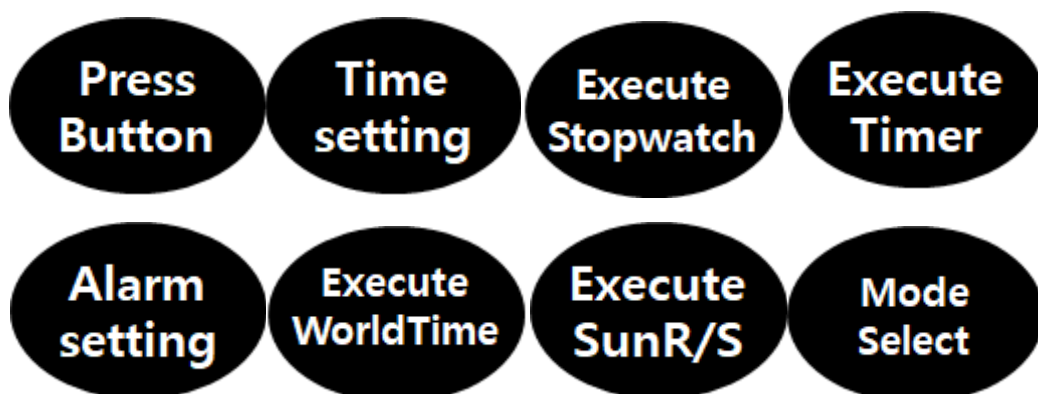 Press
Button
Time
setting
Execute
Stopwatch
Execute
Timer
Alarm
setting
Execute
WorldTime
Execute
SunR/S
Mode
Select